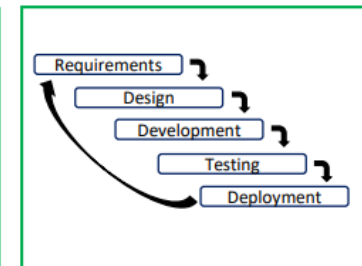 Requirements
Design
Development
Testing
Deployment